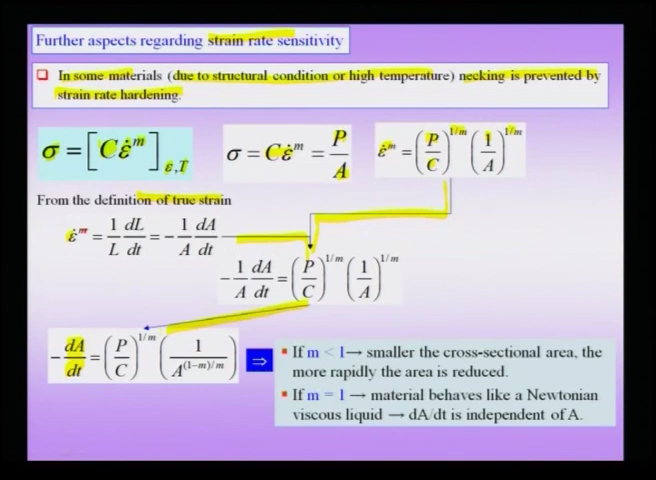 Further aspects regarding strain rate sensitivity
❑ In some materials (due to structural condition or high temperature) necking is prevented by
strain rate hardening.
σ = [Cε̇^m]_{ε,T}
σ = Cε̇^m = P/A
ε̇^m = (P/C)^{1/m} (1/A)^{1/m}
From the definition of true strain
ε̇^m = 1/L dL/dt = − 1/A dA/dt
− 1/A dA/dt = (P/C)^{1/m} (1/A)^{1/m}
− dA/dt = (P/C)^{1/m} (1/A^{(1−m)/m})
⇒
▪ If m < 1 → smaller the cross-sectional area, the
more rapidly the area is reduced.
▪ If m = 1 → material behaves like a Newtonian
viscous liquid → dA/dt is independent of A.